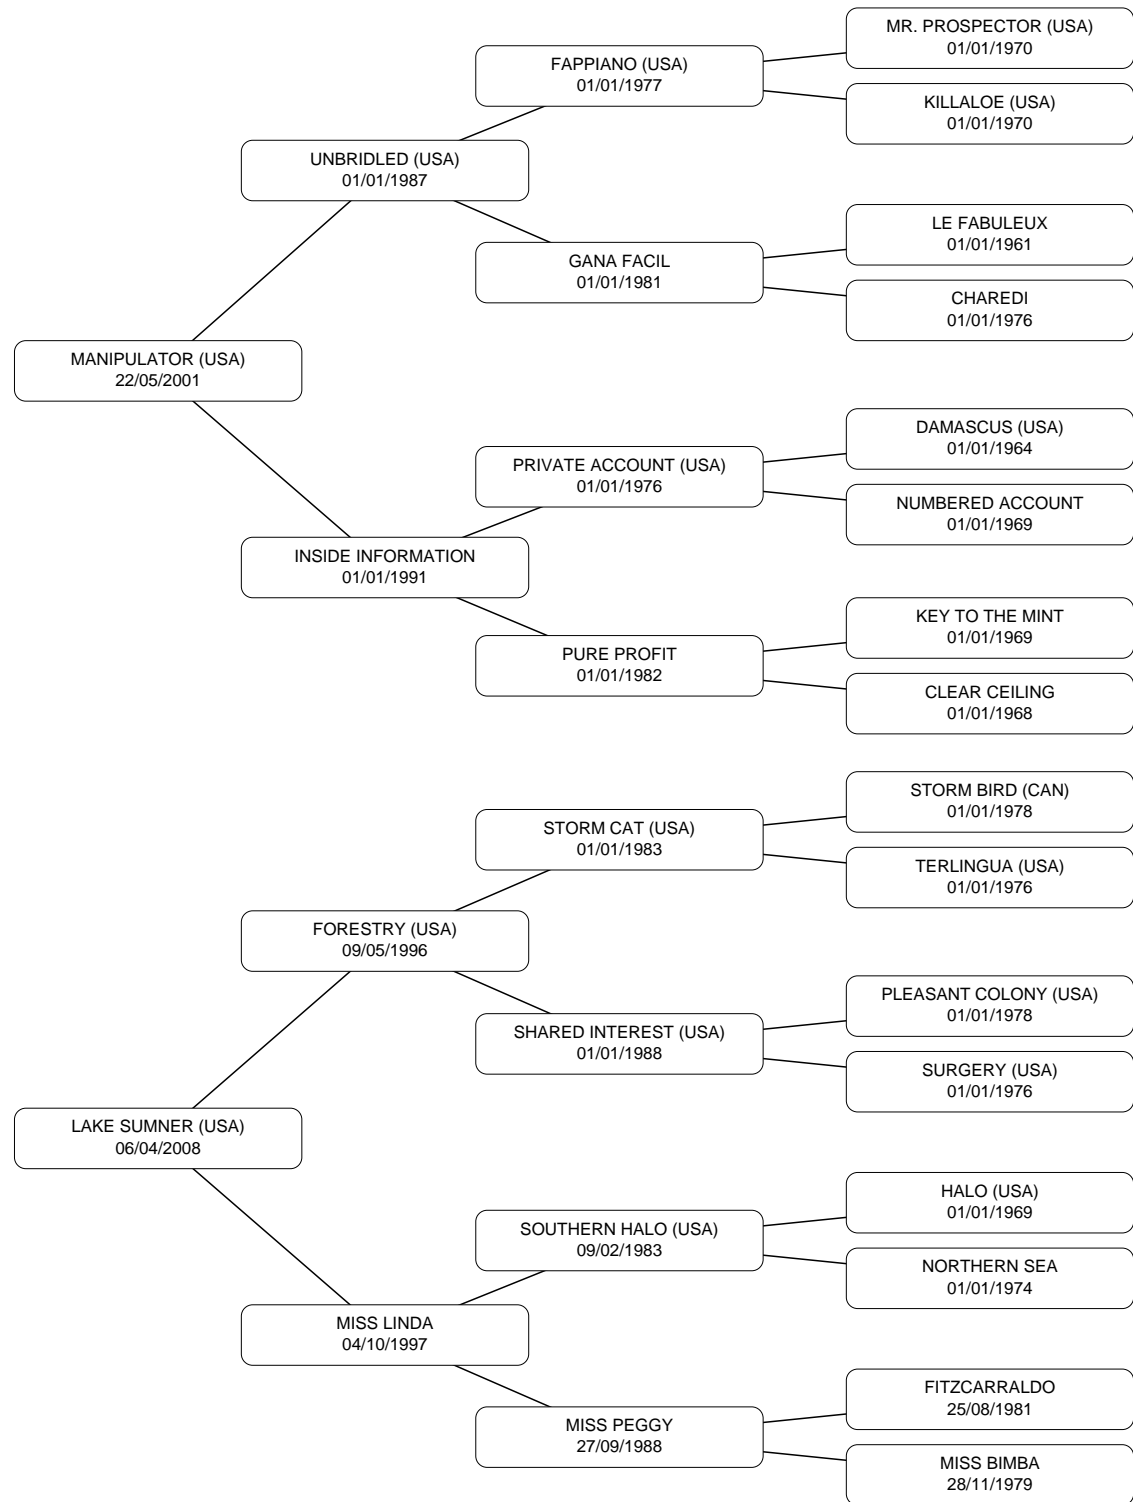 MR. PROSPECTOR (USA)
01/01/1970
FAPPIANO (USA)
01/01/1977
KILLALOE (USA)
01/01/1970
UNBRIDLED (USA)
01/01/1987
LE FABULEUX
01/01/1961
GANA FACIL
01/01/1981
CHAREDI
01/01/1976
MANIPULATOR (USA)
22/05/2001
DAMASCUS (USA)
01/01/1964
PRIVATE ACCOUNT (USA)
01/01/1976
NUMBERED ACCOUNT
01/01/1969
INSIDE INFORMATION
01/01/1991
KEY TO THE MINT
01/01/1969
PURE PROFIT
01/01/1982
CLEAR CEILING
01/01/1968
STORM BIRD (CAN)
01/01/1978
STORM CAT (USA)
01/01/1983
TERLINGUA (USA)
01/01/1976
FORESTRY (USA)
09/05/1996
PLEASANT COLONY (USA)
01/01/1978
SHARED INTEREST (USA)
01/01/1988
SURGERY (USA)
01/01/1976
LAKE SUMNER (USA)
06/04/2008
HALO (USA)
01/01/1969
SOUTHERN HALO (USA)
09/02/1983
NORTHERN SEA
01/01/1974
MISS LINDA
04/10/1997
FITZCARRALDO
25/08/1981
MISS PEGGY
27/09/1988
MISS BIMBA
28/11/1979